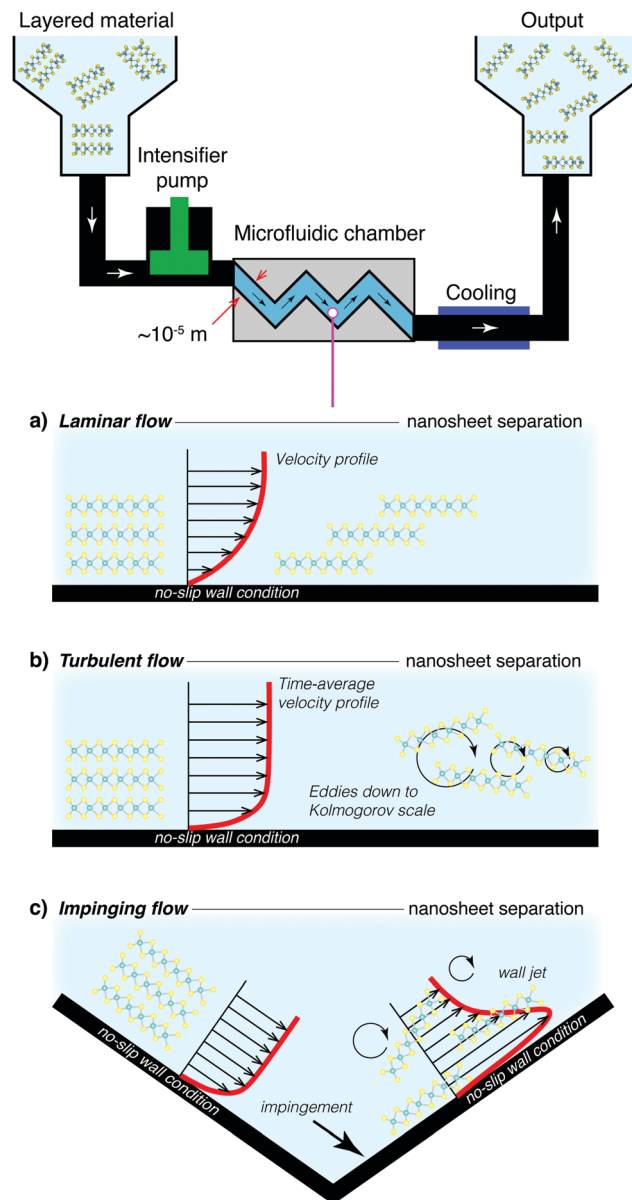 Layered material
Output
Intensifier
pump
Microfluidic chamber
Cooling
~10⁻⁵ m
a) Laminar flow
nanosheet separation
Velocity profile
no-slip wall condition
b) Turbulent flow
nanosheet separation
Time-average
velocity profile
Eddies down to
Kolmogorov scale
no-slip wall condition
c) Impinging flow
nanosheet separation
wall jet
no-slip wall condition
impingement
no-slip wall condition